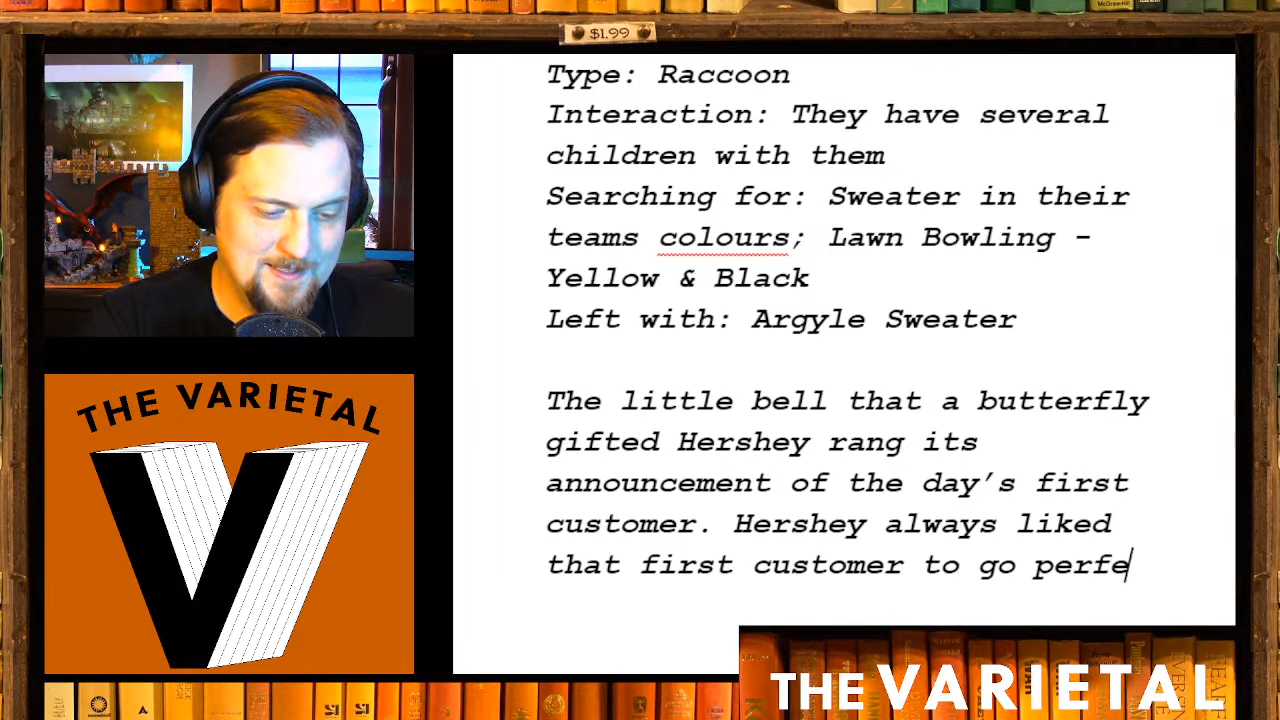 McGraw-Hill
$1.99
Type: Raccoon
Interaction: They have several
children with them
Searching for: Sweater in their
teams colours; Lawn Bowling -
Yellow & Black
Left with: Argyle Sweater
The little bell that a butterfly
gifted Hershey rang its
announcement of the day’s first
customer. Hershey always liked
that first customer to go perfe
THE VARIETAL
THE VARIETAL